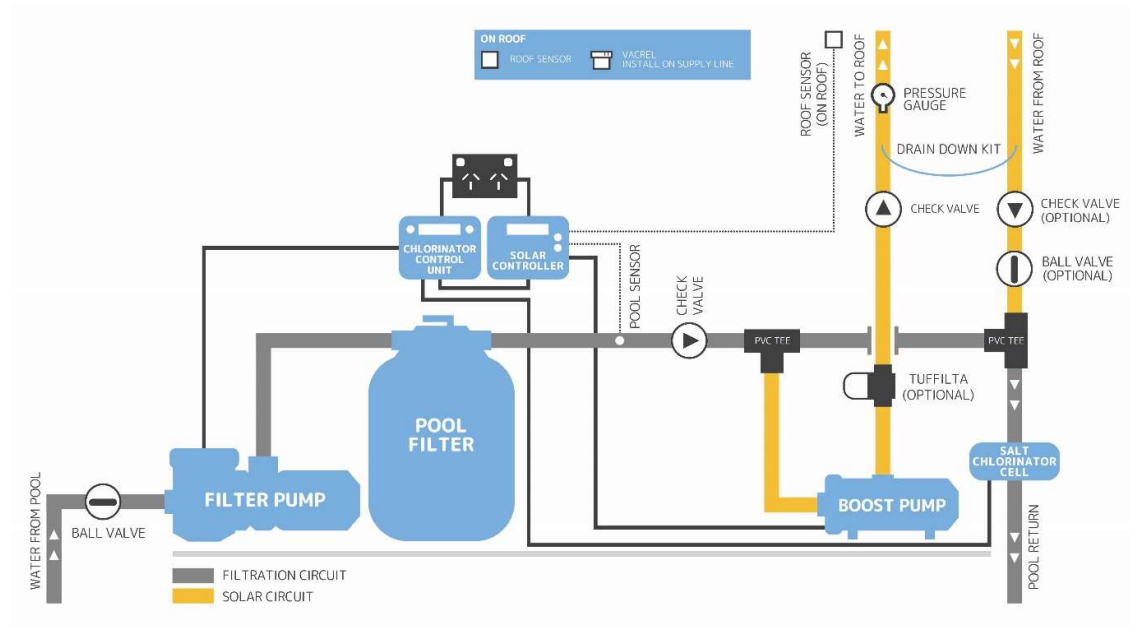 ON ROOF
ROOF SENSOR
VACREL
INSTALL ON SUPPLY LINE
ROOF SENSOR
(ON ROOF)
WATER TO ROOF
PRESSURE
GAUGE
WATER FROM ROOF
DRAIN DOWN KIT
CHECK VALVE
CHECK VALVE
(OPTIONAL)
CHLORINATOR
CONTROL
UNIT
SOLAR
CONTROLLER
POOL SENSOR
CHECK
VALVE
BALL VALVE
(OPTIONAL)
PVC TEE
PVC TEE
TUFFILTA
(OPTIONAL)
POOL
FILTER
SALT
CHLORINATOR
CELL
FILTER PUMP
BOOST PUMP
WATER FROM POOL
BALL VALVE
POOL RETURN
FILTRATION CIRCUIT
SOLAR CIRCUIT